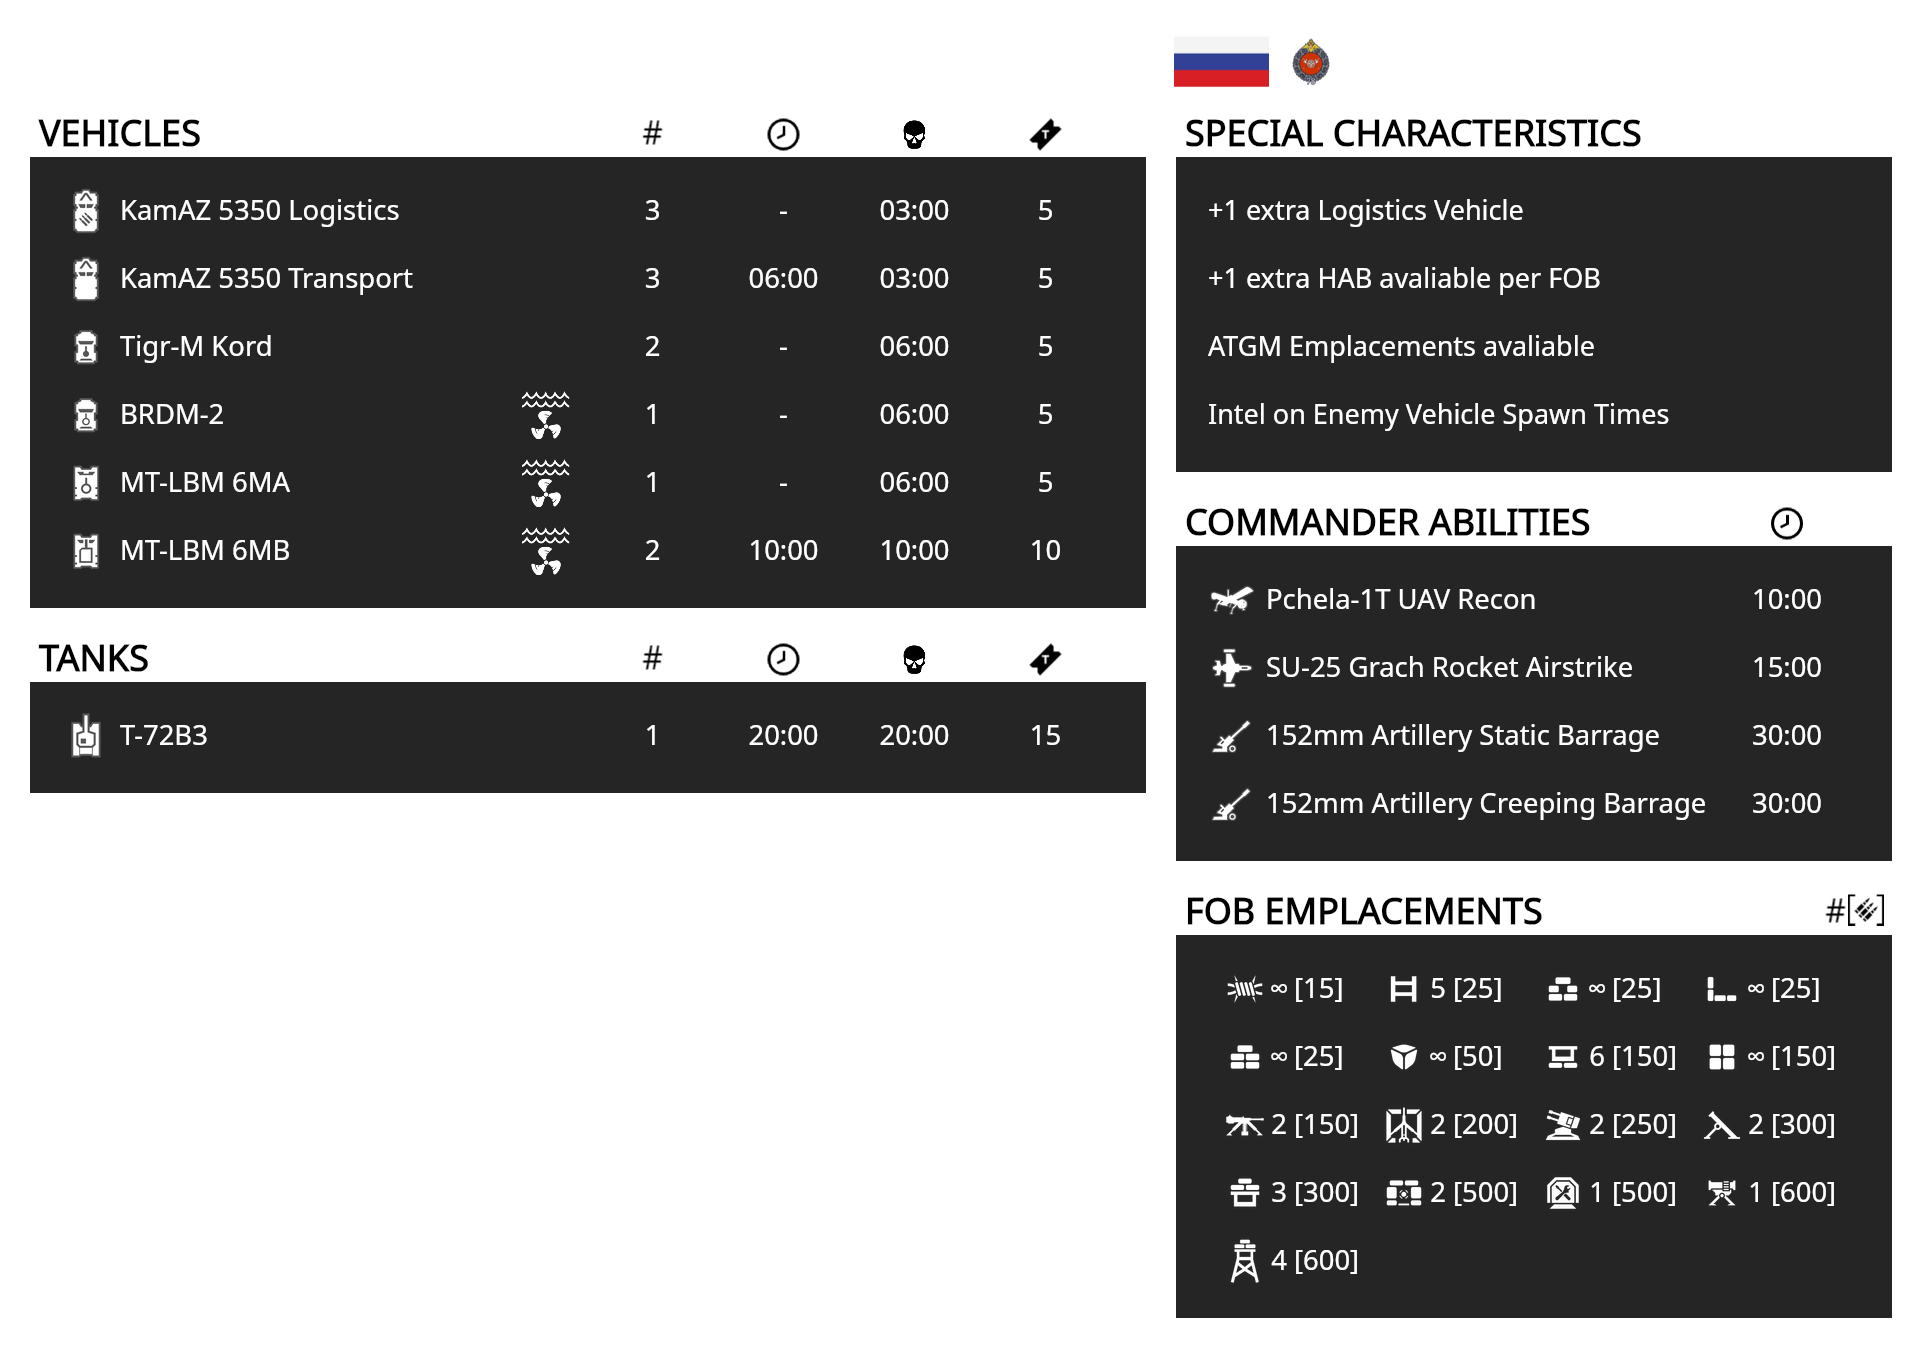 VEHICLES #
KamAZ 5350 Logistics 3 - 03:00 5
KamAZ 5350 Transport 3 06:00 03:00 5
Tigr-M Kord 2 - 06:00 5
BRDM-2 1 - 06:00 5
MT-LBM 6MA 1 - 06:00 5
MT-LBM 6MB 2 10:00 10:00 10
TANKS #
T-72B3 1 20:00 20:00 15
SPECIAL CHARACTERISTICS
+1 extra Logistics Vehicle
+1 extra HAB avaliable per FOB
ATGM Emplacements avaliable
Intel on Enemy Vehicle Spawn Times
COMMANDER ABILITIES
Pchela-1T UAV Recon 10:00
SU-25 Grach Rocket Airstrike 15:00
152mm Artillery Static Barrage 30:00
152mm Artillery Creeping Barrage 30:00
FOB EMPLACEMENTS #[]
∞ [15] 5 [25] ∞ [25] ∞ [25]
∞ [25] ∞ [50] 6 [150] ∞ [150]
2 [150] 2 [200] 2 [250] 2 [300]
3 [300] 2 [500] 1 [500] 1 [600]
4 [600]